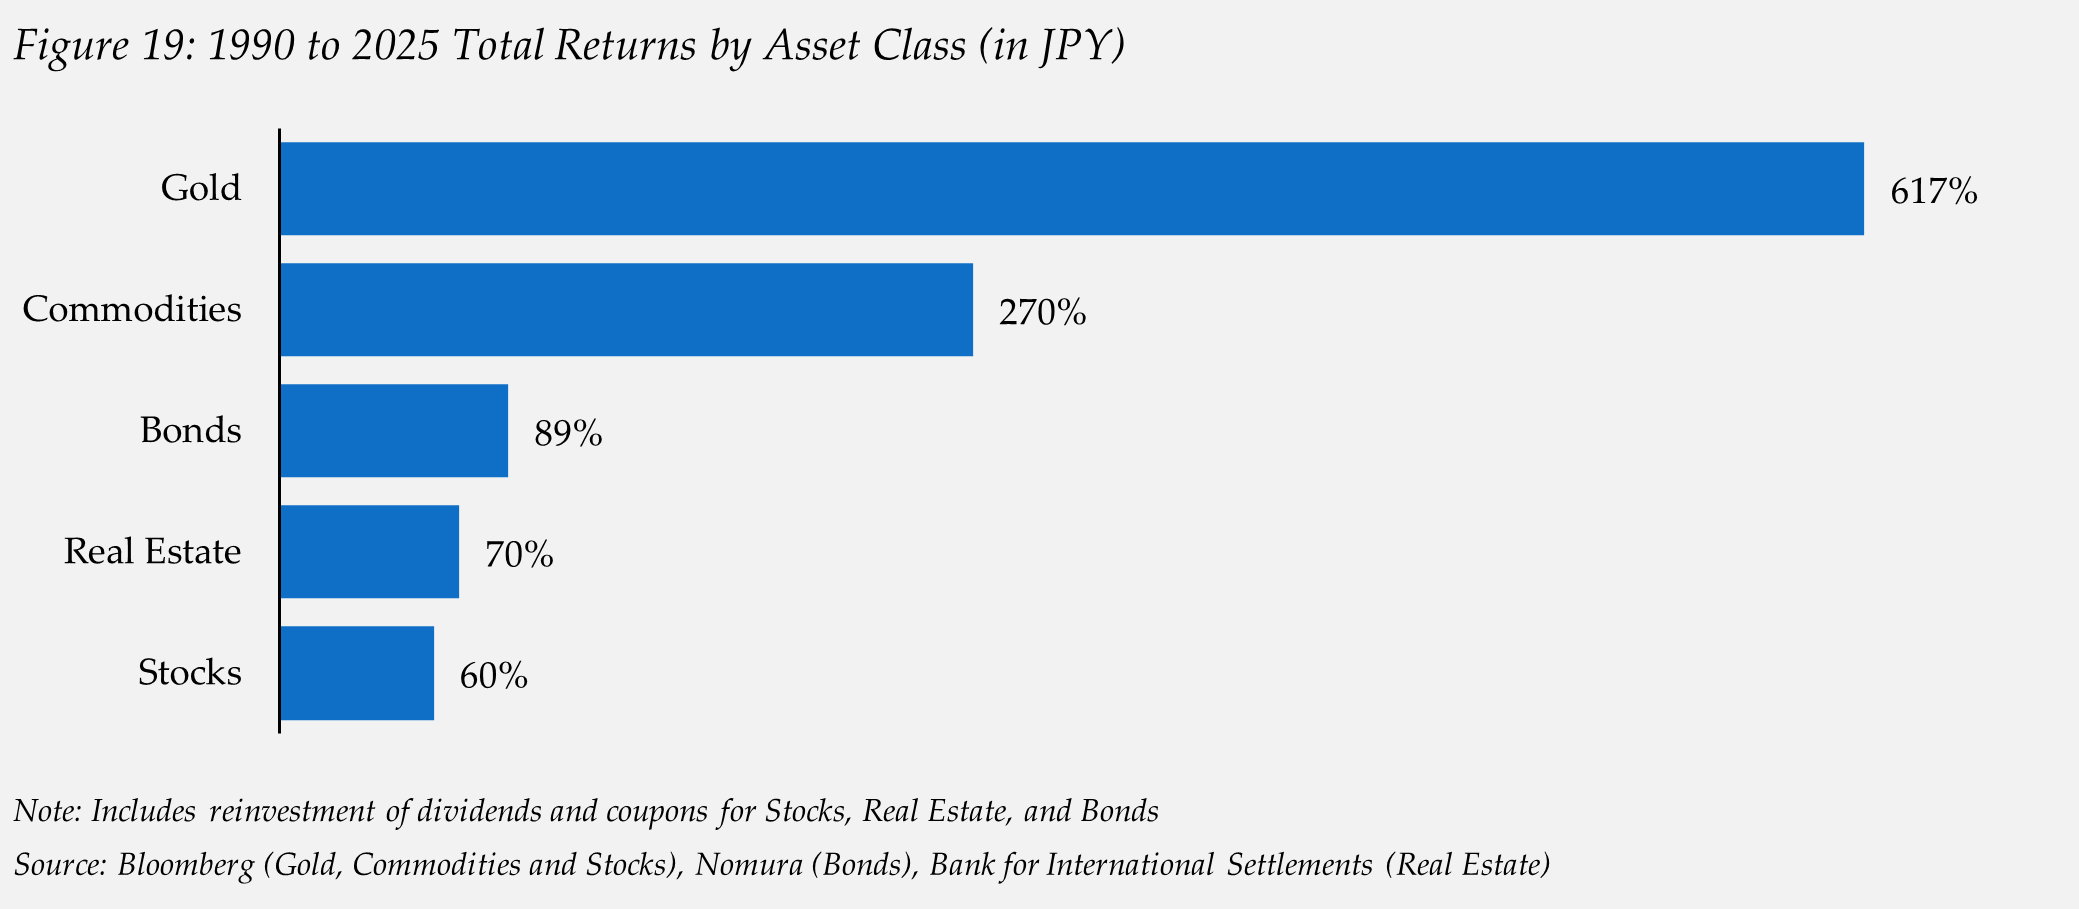 Figure 19: 1990 to 2025 Total Returns by Asset Class (in JPY)
Gold 617%
Commodities 270%
Bonds 89%
Real Estate 70%
Stocks 60%
Note: Includes reinvestment of dividends and coupons for Stocks, Real Estate, and Bonds
Source: Bloomberg (Gold, Commodities and Stocks), Nomura (Bonds), Bank for International Settlements (Real Estate)